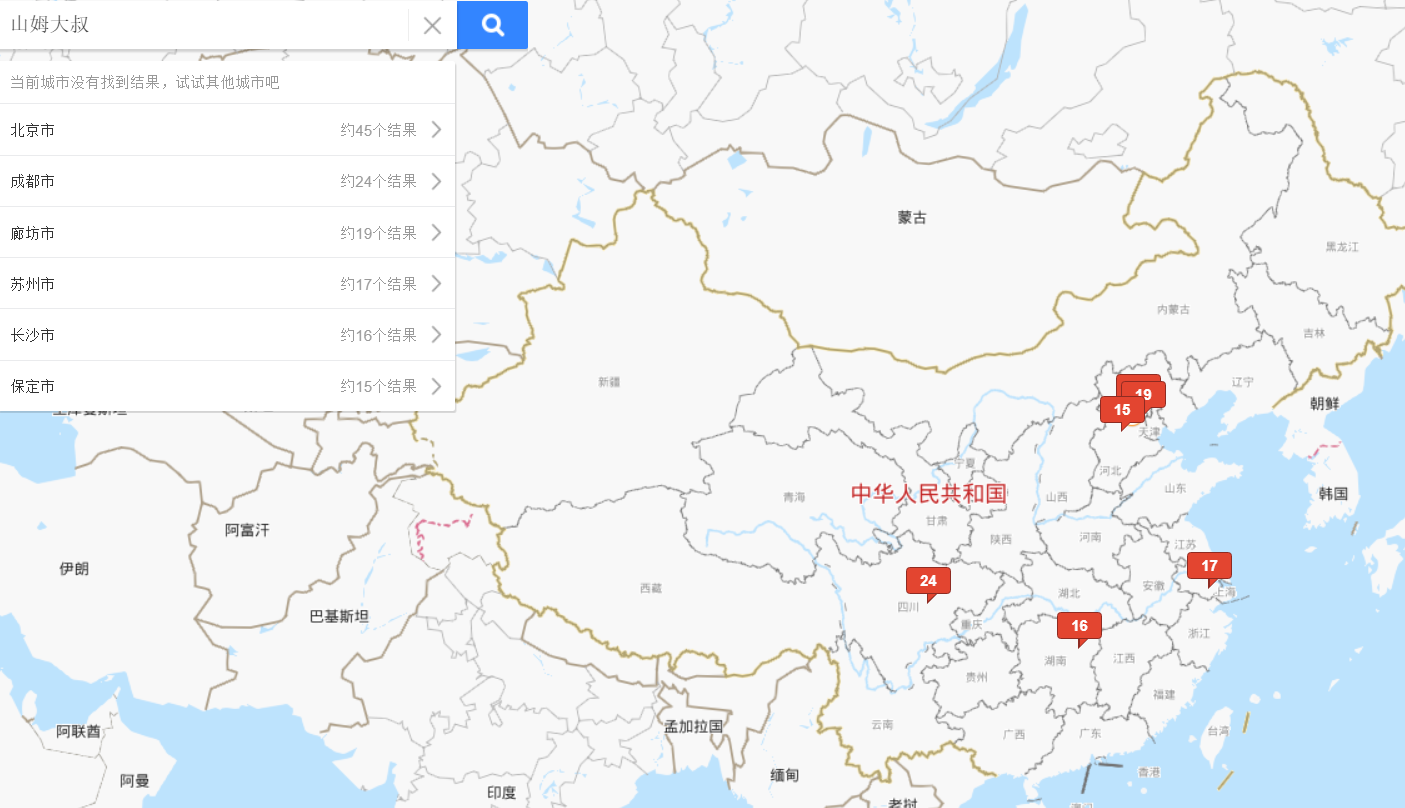 山姆大叔
当前城市没有找到结果，试试其他城市吧
北京市 约45个结果
成都市 约24个结果
廊坊市 约19个结果
苏州市 约17个结果
长沙市 约16个结果
保定市 约15个结果
蒙古
黑龙江
内蒙古
吉林
新疆
辽宁
19
朝鲜
15
天津
宁夏
河北
青海
中华人民共和国
山西
山东
韩国
甘肃
阿富汗
陕西
河南
江苏
伊朗
17
24
西藏
安徽
湖北
上海
四川
巴基斯坦
重庆
16
浙江
湖南
江西
贵州
福建
孟加拉国
云南
阿联酋
广西
广东
台湾
阿曼
缅甸
香港
印度
老挝